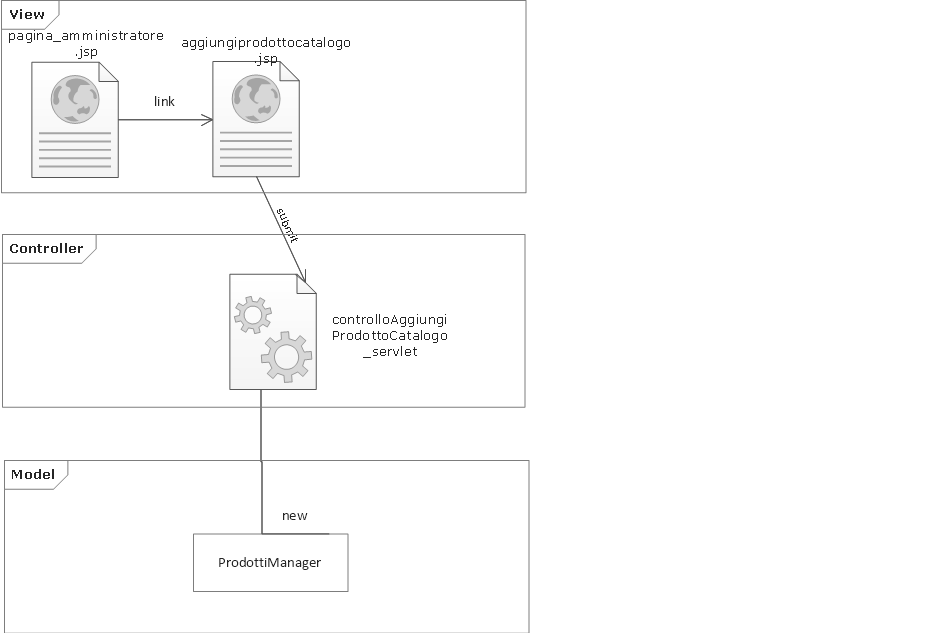 View
pagina_amministratore
.jsp
aggiungiprodottocatalogo
.jsp
link
submit
Controller
controlloAggiungi
ProdottoCatalogo
_servlet
Model
new
ProdottiManager